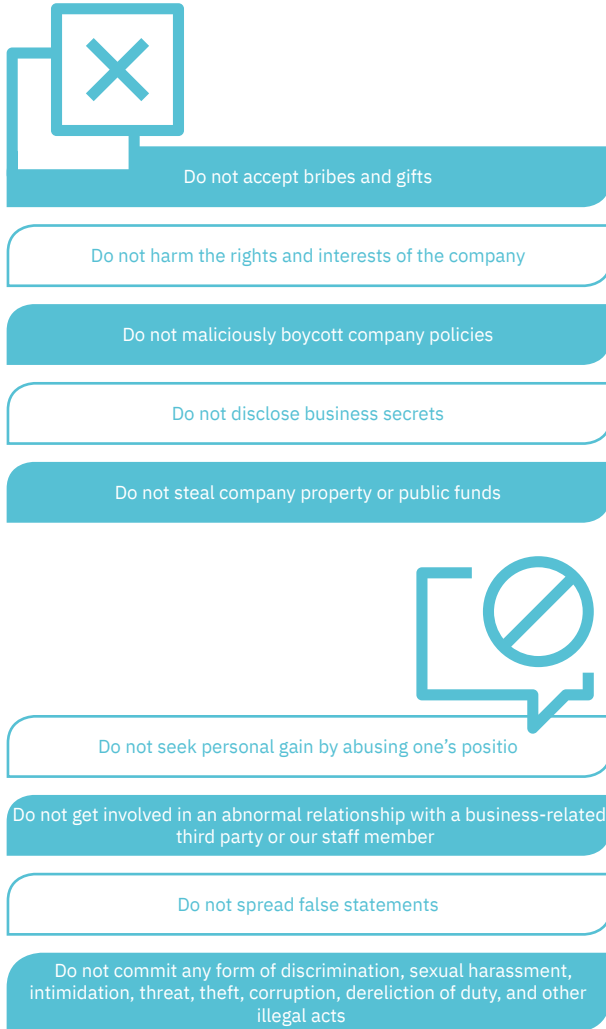 Do not accept bribes and gifts
Do not harm the rights and interests of the company
Do not maliciously boycott company policies
Do not disclose business secrets
Do not steal company property or public funds
Do not seek personal gain by abusing one’s positio
Do not get involved in an abnormal relationship with a business-related
third party or our staff member
Do not spread false statements
Do not commit any form of discrimination, sexual harassment,
intimidation, threat, theft, corruption, dereliction of duty, and other
illegal acts